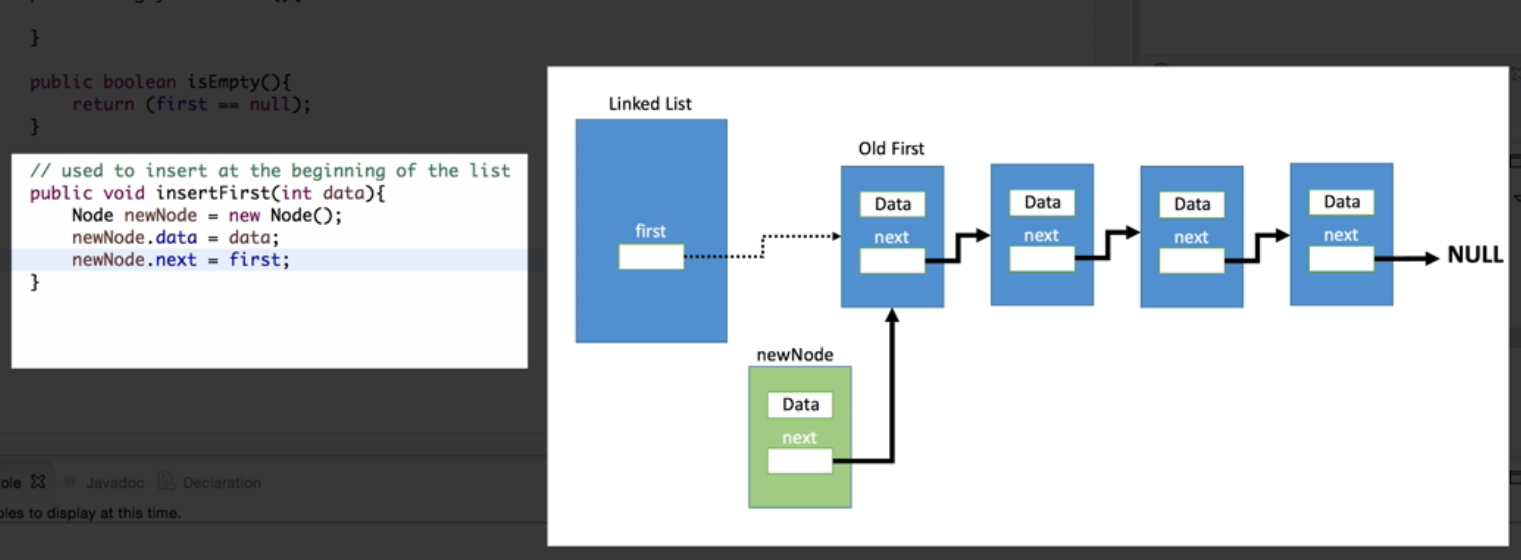 }
public boolean isEmpty(){
return (first == null);
}
// used to insert at the beginning of the list
public void insertFirst(int data){
Node newNode = new Node();
newNode.data = data;
newNode.next = first;
}
Linked List
first
Old First
Data
next
Data
next
Data
next
Data
next
NULL
newNode
Data
next
Javadoc
Declaration
to display at this time.